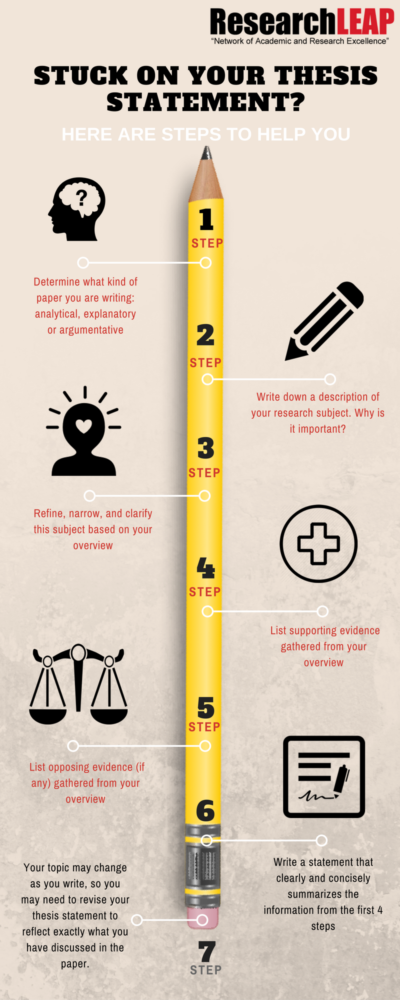 ResearchLEAP
“Network of Academic and Research Excellence”
STUCK ON YOUR THESIS
STATEMENT?
HERE ARE STEPS TO HELP YOU
?
1
STEP
Determine what kind of
paper you are writing:
analytical, explanatory
or argumentative
2
STEP
Write down a description of
your research subject. Why is
it important?
3
STEP
Refine, narrow, and clarify
this subject based on your
overview
4
STEP
List supporting evidence
gathered from your
overview
5
STEP
List opposing evidence (if
any) gathered from your
overview
6
Write a statement that
clearly and concisely
summarizes the
information from the first 4
steps
Your topic may change
as you write, so you
may need to revise your
thesis statement to
reflect exactly what you
have discussed in the
paper.
7
STEP